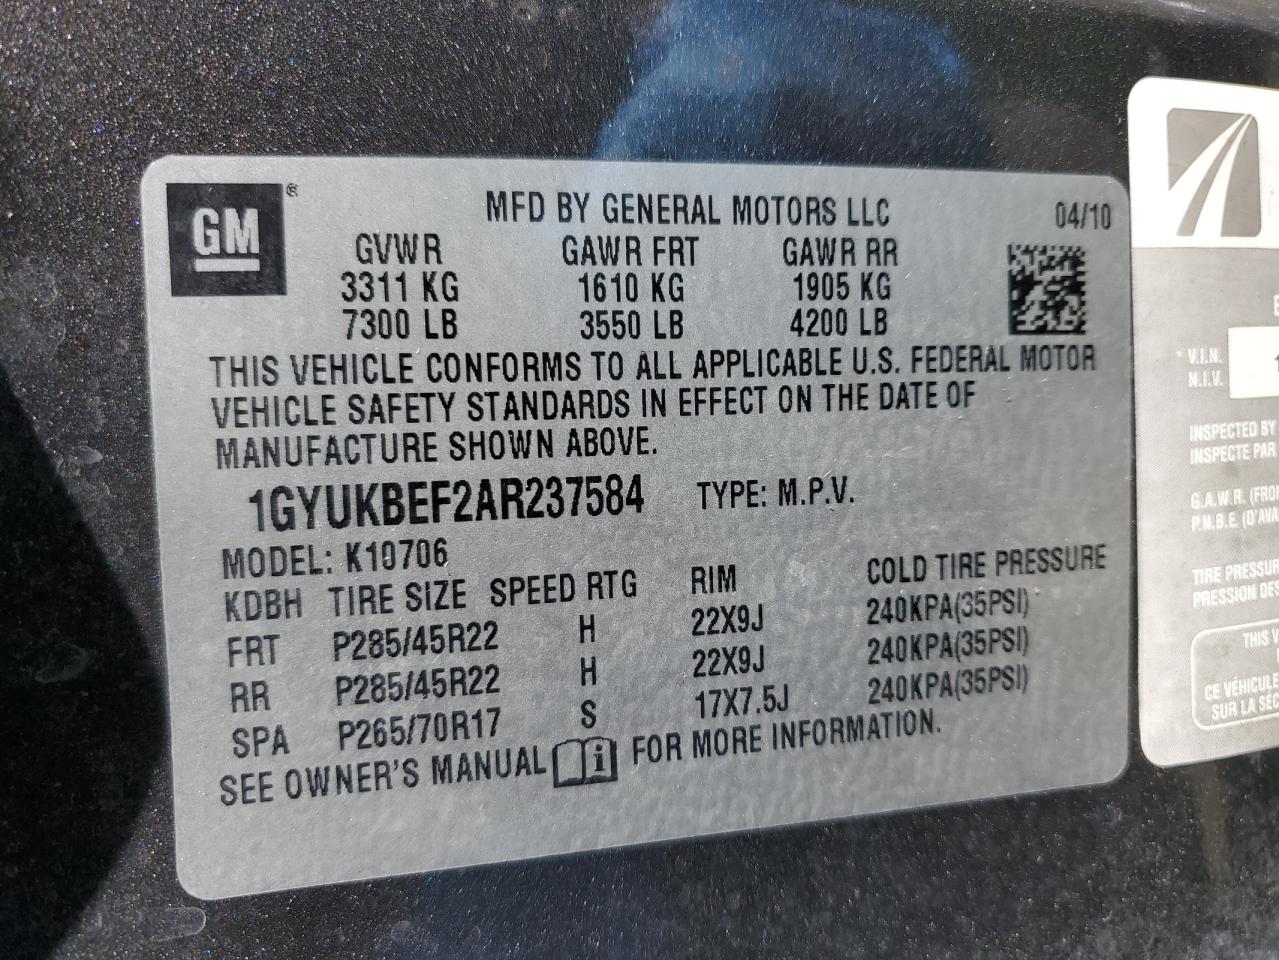 GM ®
MFD BY GENERAL MOTORS LLC 04/10
GVWR GAWR FRT GAWR RR
3311 KG 1610 KG 1905 KG
7300 LB 3550 LB 4200 LB
THIS VEHICLE CONFORMS TO ALL APPLICABLE U.S. FEDERAL MOTOR
VEHICLE SAFETY STANDARDS IN EFFECT ON THE DATE OF
MANUFACTURE SHOWN ABOVE.
1GYUKBEF2AR237584 TYPE: M.P.V.
MODEL: K10706
KDBH TIRE SIZE SPEED RTG RIM COLD TIRE PRESSURE
FRT P285/45R22 H 22X9J 240KPA(35PSI)
RR P285/45R22 H 22X9J 240KPA(35PSI)
SPA P265/70R17 S 17X7.5J 240KPA(35PSI)
SEE OWNER'S MANUAL i FOR MORE INFORMATION.
* V.I.N.
N.I.V.
INSPECTED BY
INSPECTE PAR
G.A.W.R.
P.N.B.E.
TIRE
PRESSION
THIS
CE VÉHICULE
SUR LA